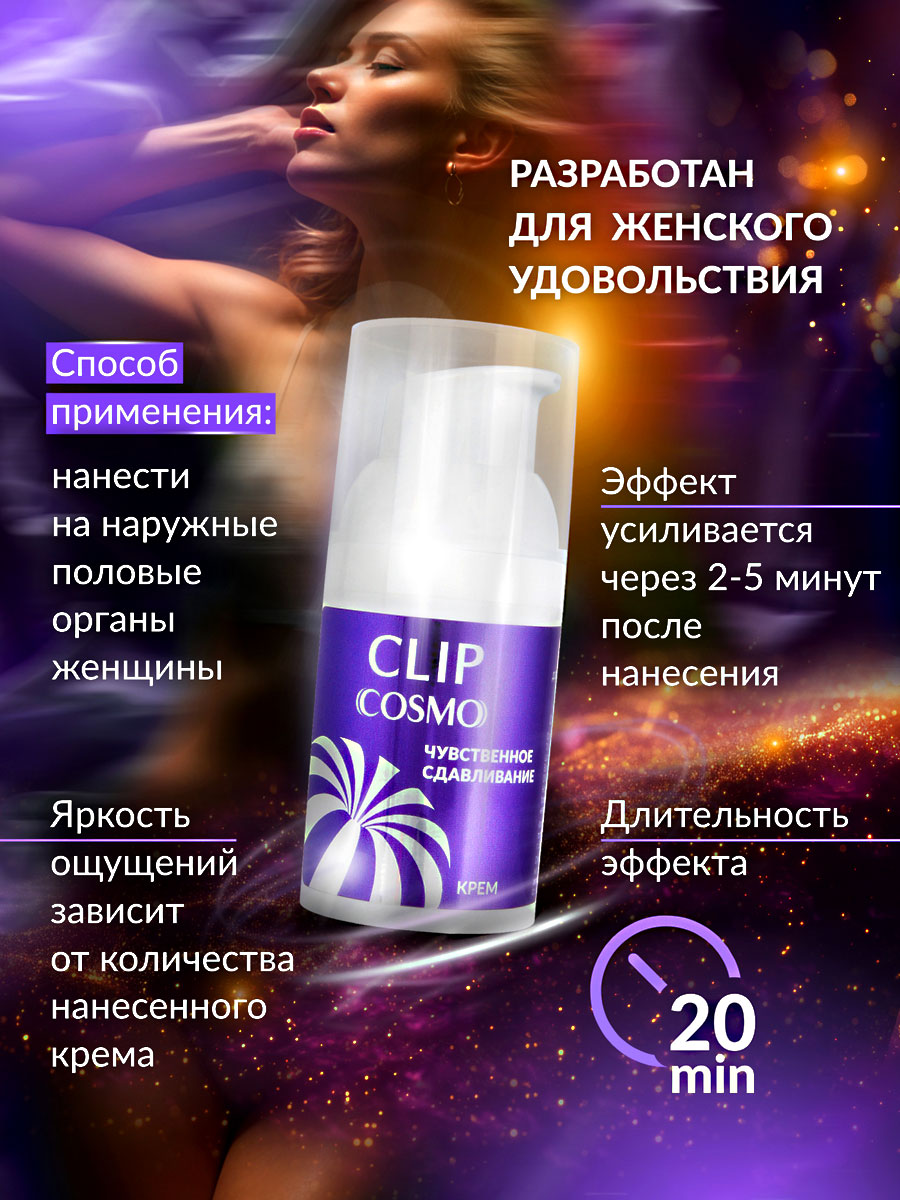 РАЗРАБОТАН
ДЛЯ ЖЕНСКОГО
УДОВОЛЬСТВИЯ
Способ
применения:
нанести
на наружные
половые
органы
женщины
Эффект
усиливается
через 2-5 минут
после
нанесения
CLIP
COSMO
ЧУВСТВЕННОЕ
СДАВЛИВАНИЕ
КРЕМ
Яркость
ощущений
зависит
от количества
нанесенного
крема
Длительность
эффекта
20
min